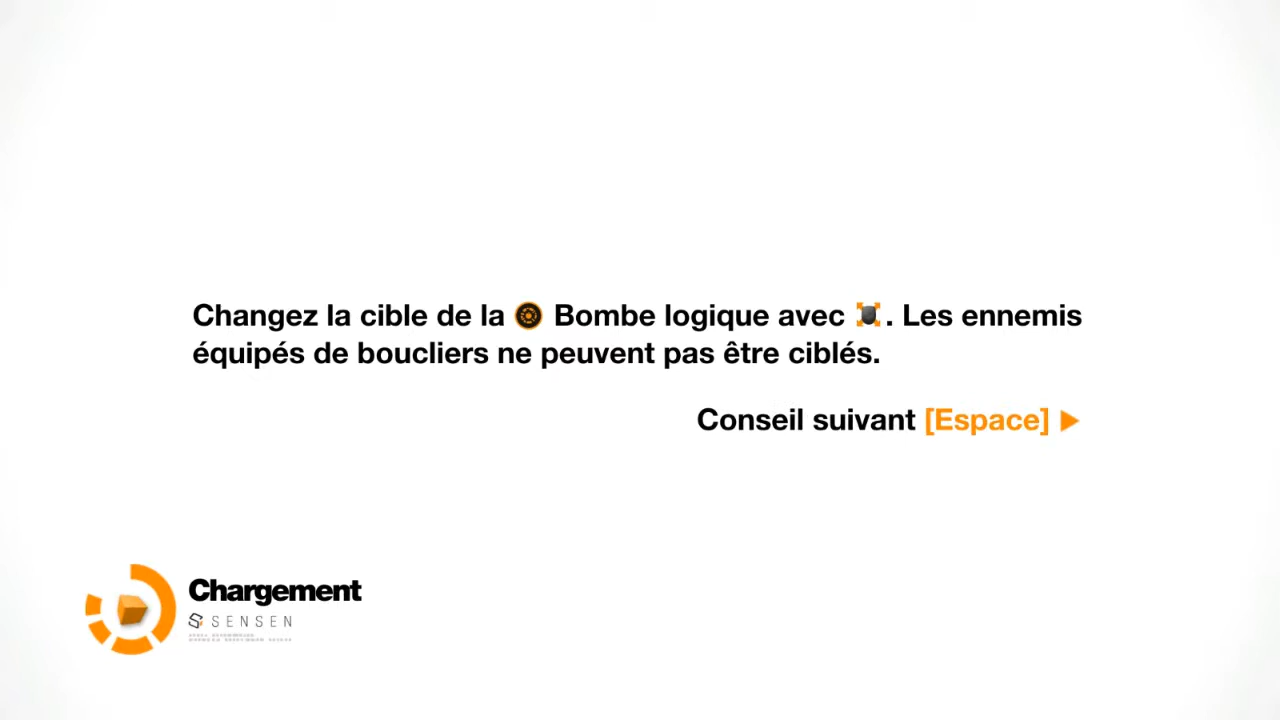 Changez la cible de la Bombe logique avec . Les ennemis
équipés de boucliers ne peuvent pas être ciblés.
Conseil suivant [Espace]
Chargement
SENSEN